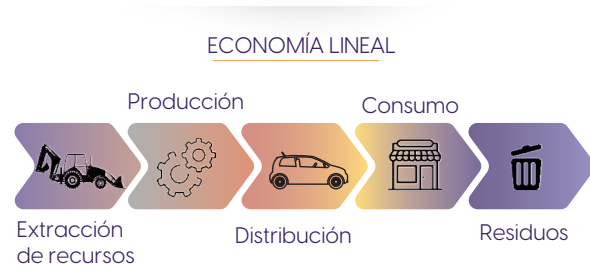 ECONOMÍA LINEAL
Producción
Consumo
Extracción
de recursos
Distribución
Residuos